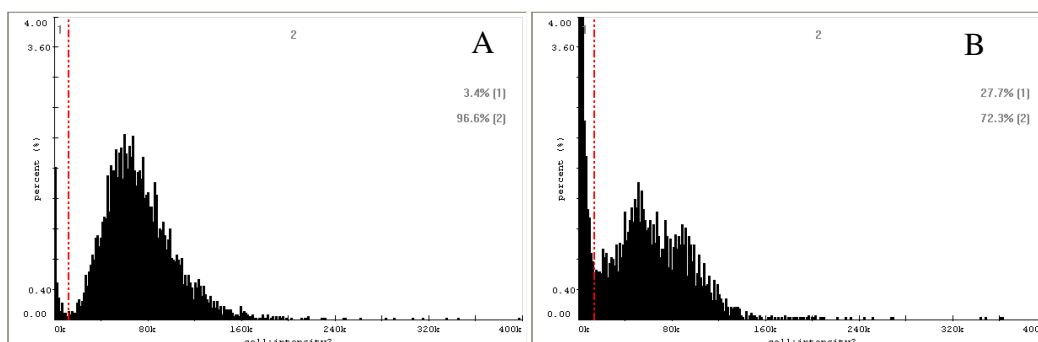 4.00
1
2
A
3.60
3.4% (1)
96.6% (2)
percent (%)
0.40
0.00
0k
80k
160k
240k
320k
400k
4.00
2
B
3.60
27.7% (1)
72.3% (2)
percent (%)
0.40
0.00
0k
80k
160k
240k
320k